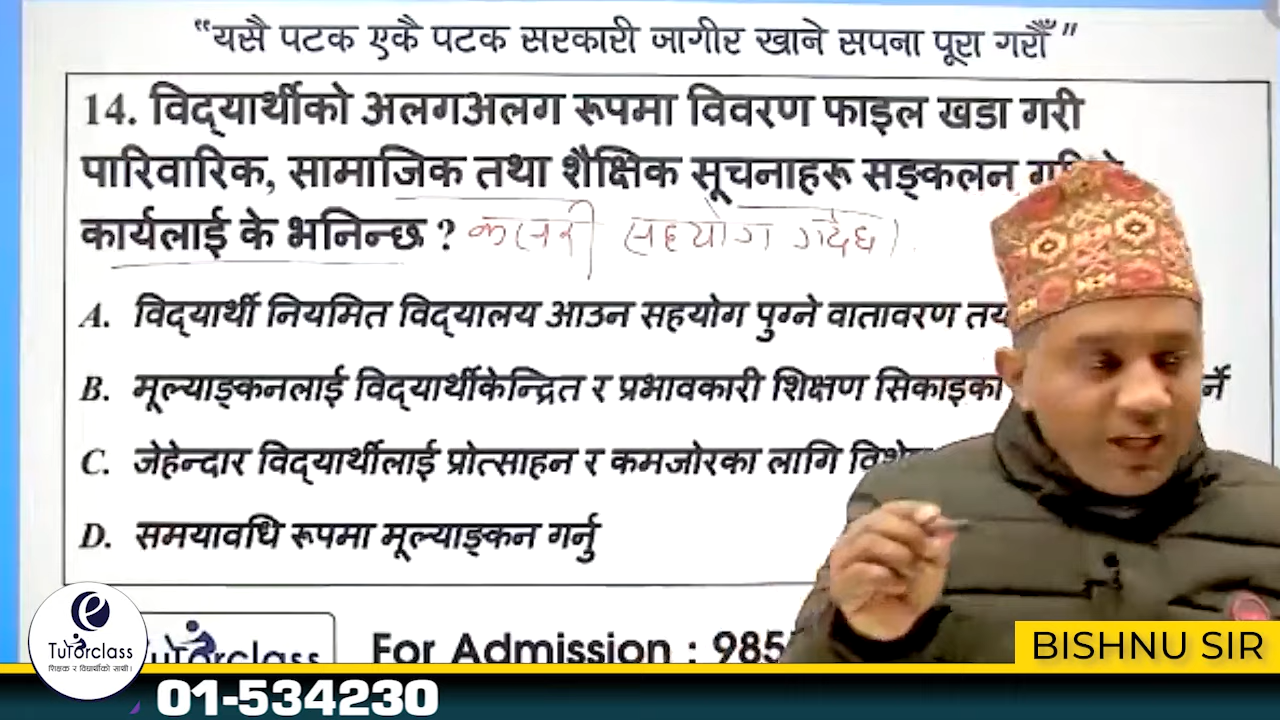 “यसै पटक एकै पटक सरकारी जागीर खाने सपना पूरा गरौँ”
14. विद्यार्थीको अलगअलग रूपमा विवरण फाइल खडा गरी
पारिवारिक, सामाजिक तथा शैक्षिक सूचनाहरू सङ्कलन
कार्यलाई के भनिन्छ ? कसरी सहयोग गर्दछ।
A. विद्यार्थी नियमित विद्यालय आउन सहयोग पुग्ने वातावरण
B. मूल्याङ्कनलाई विद्यार्थीकेन्द्रित र प्रभावकारी शिक्षण सिकाइका
C. जेहेन्दार विद्यार्थीलाई प्रोत्साहन र कमजोरका लागि
D. समयावधि रूपमा मूल्याङ्कन गर्नु
For Admission : 985
Tutorclass
शिक्षक र विद्यार्थीको साथी।
BISHNU SIR
01-534230